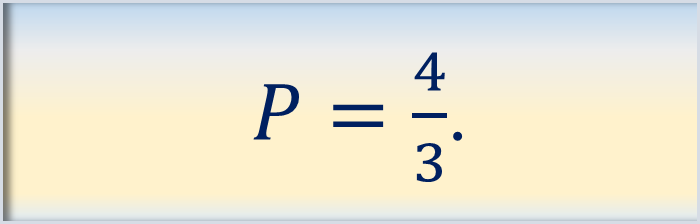 P = 4/3.